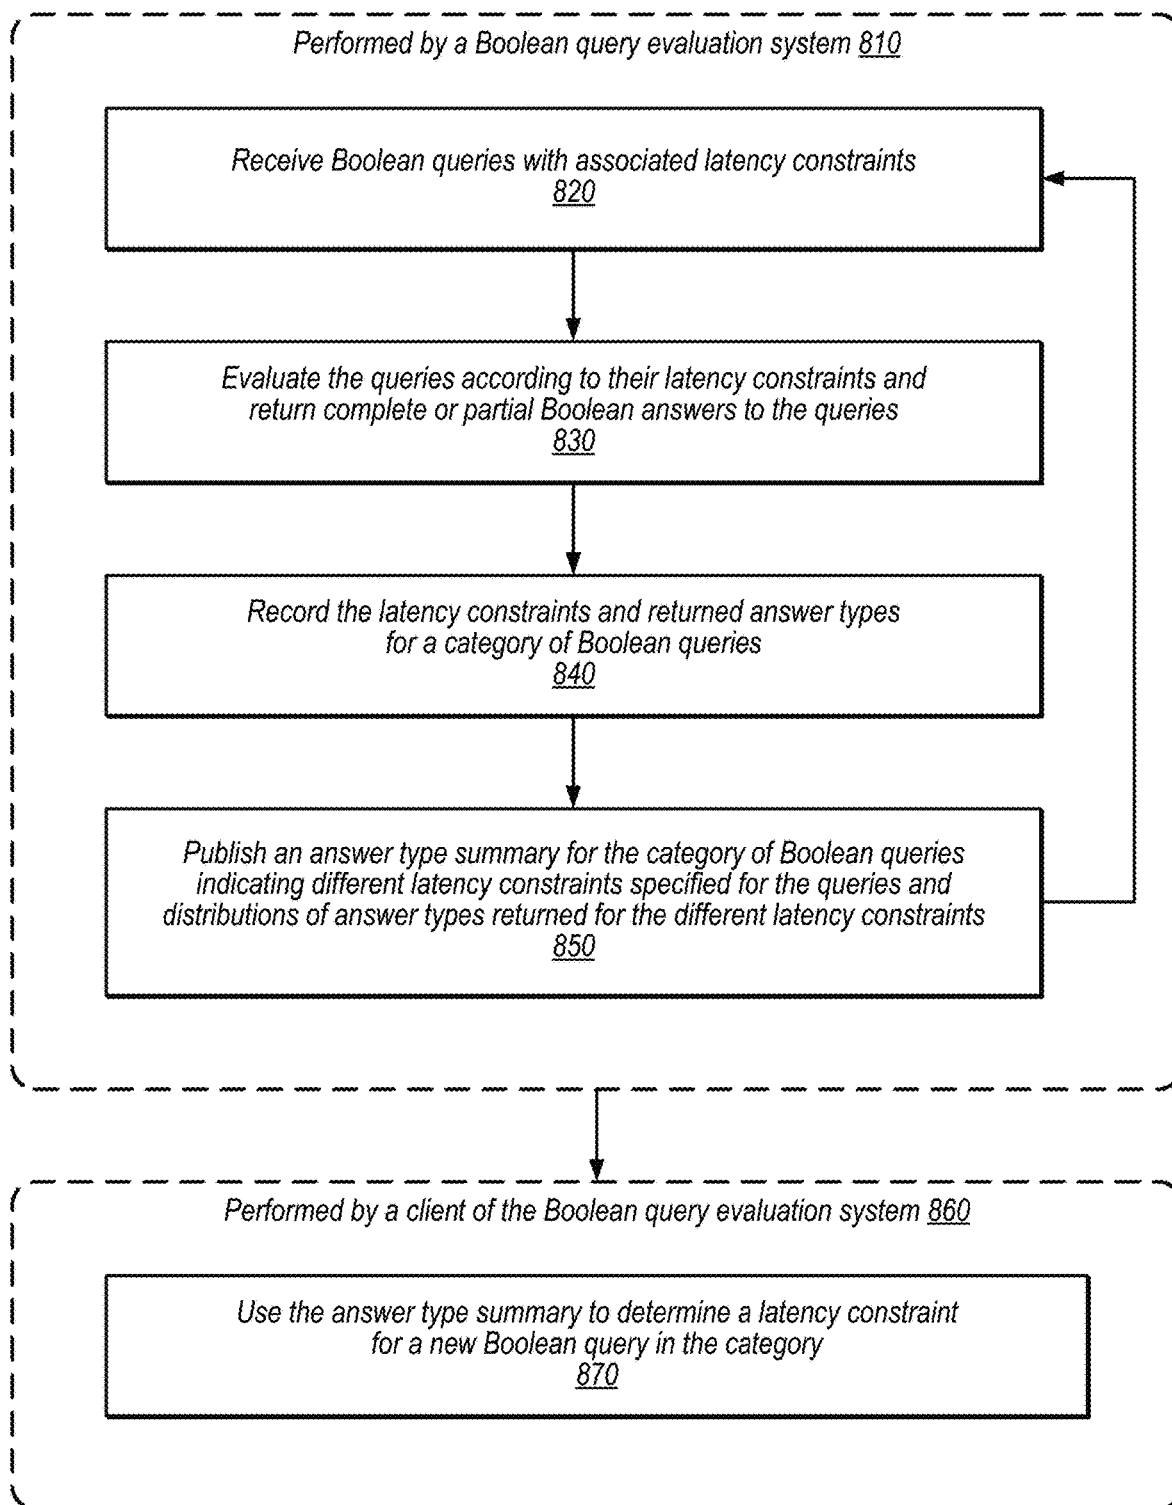 Performed by a Boolean query evaluation system 810
Receive Boolean queries with associated latency constraints
820
Evaluate the queries according to their latency constraints and
return complete or partial Boolean answers to the queries
830
Record the latency constraints and returned answer types
for a category of Boolean queries
840
Publish an answer type summary for the category of Boolean queries
indicating different latency constraints specified for the queries and
distributions of answer types returned for the different latency constraints
850
Performed by a client of the Boolean query evaluation system 860
Use the answer type summary to determine a latency constraint
for a new Boolean query in the category
870